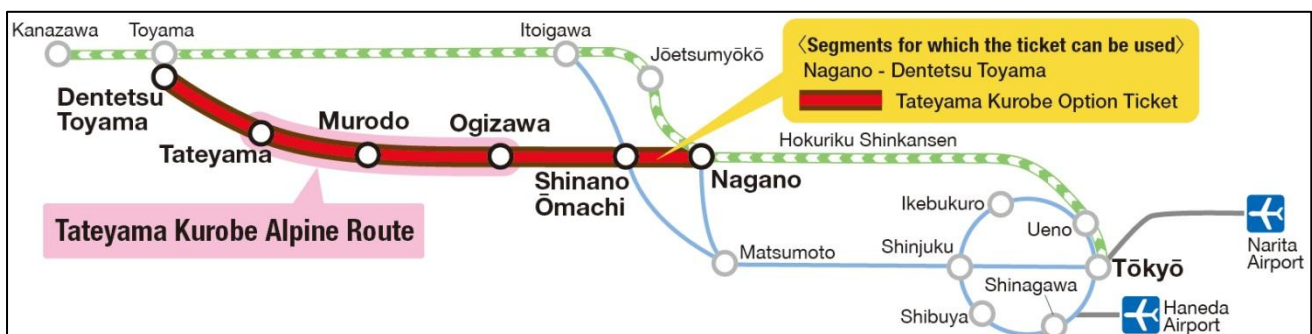 Kanazawa
Toyama
Itoigawa
Jōetsumyōkō
〈Segments for which the ticket can be used〉
Nagano - Dentetsu Toyama
Tateyama Kurobe Option Ticket
Dentetsu
Toyama
Tateyama
Murodo
Ogizawa
Shinano
Ōmachi
Nagano
Hokuriku Shinkansen
Tateyama Kurobe Alpine Route
Matsumoto
Ikebukuro
Ueno
Shinjuku
Tōkyō
Shinagawa
Shibuya
Narita
Airport
Haneda
Airport